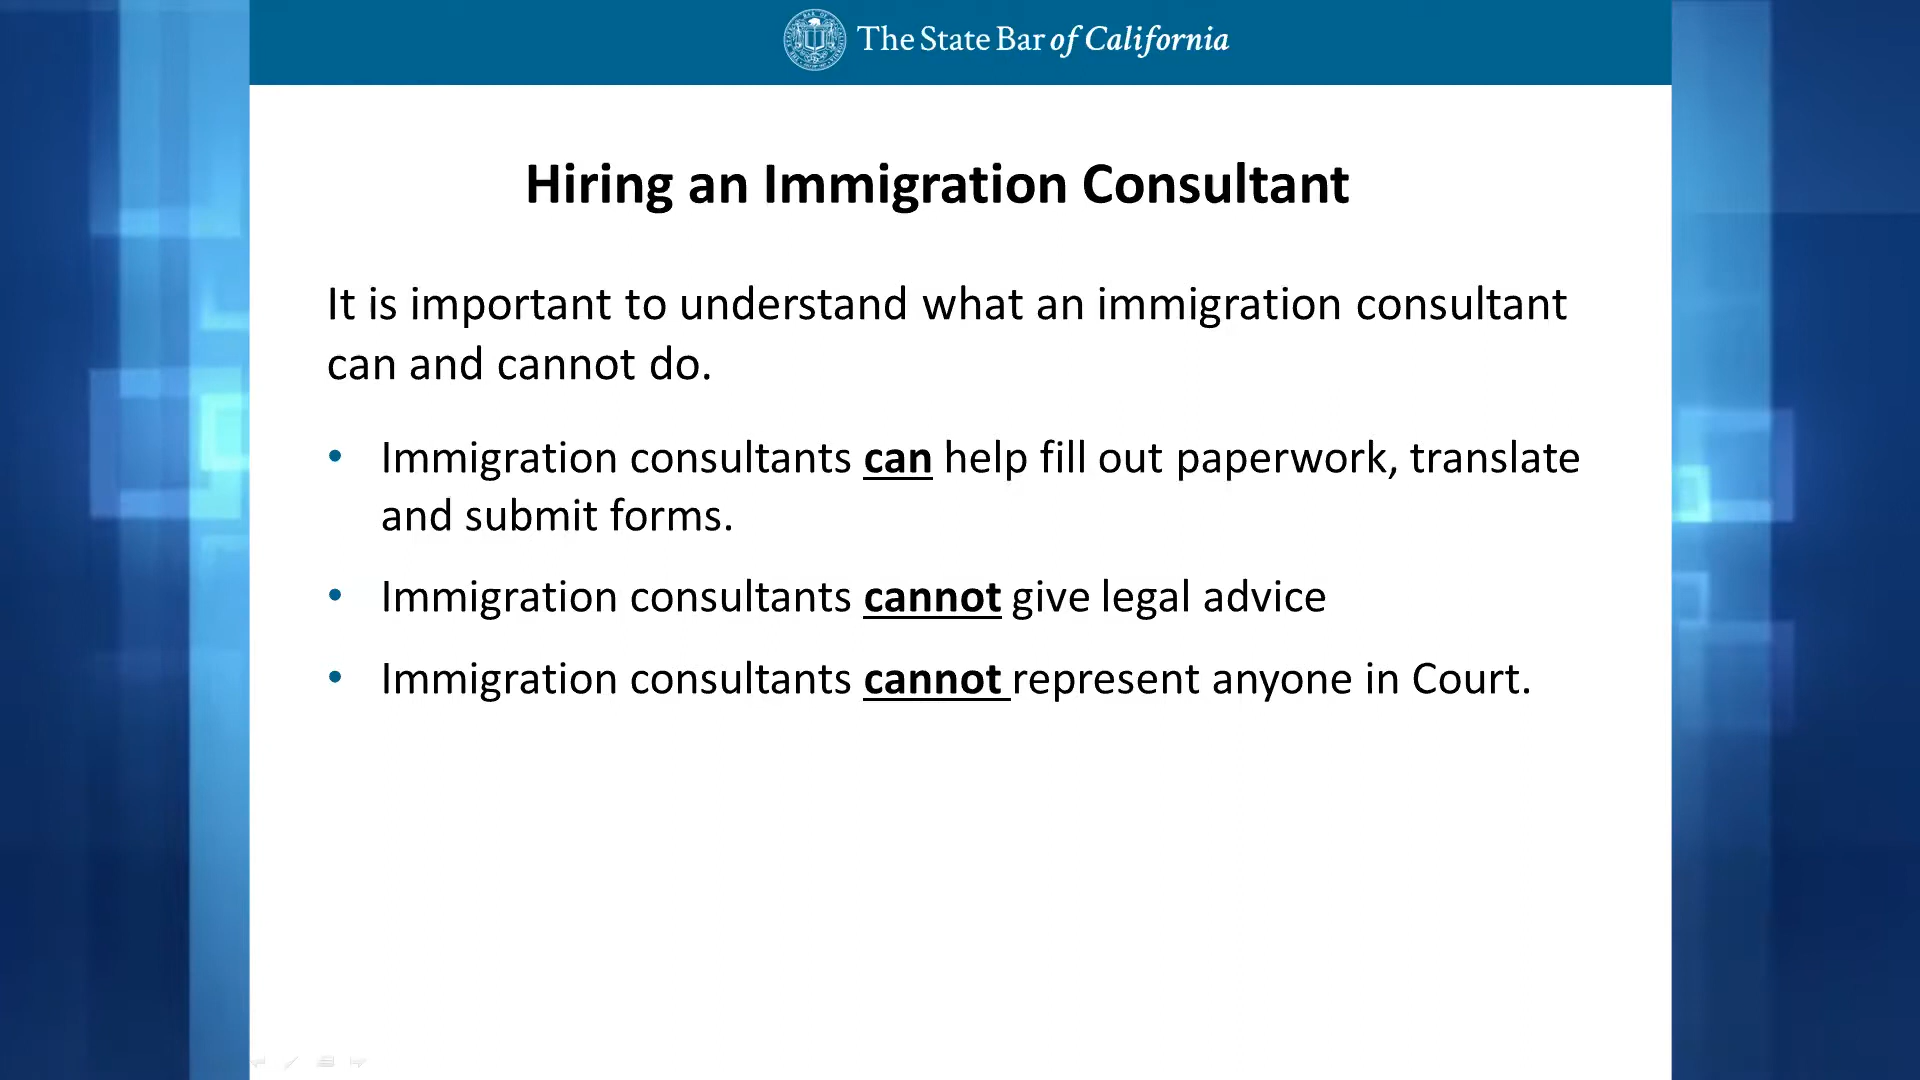 The State Bar of California
Hiring an Immigration Consultant
It is important to understand what an immigration consultant
can and cannot do.
• Immigration consultants can help fill out paperwork, translate
and submit forms.
• Immigration consultants cannot give legal advice
• Immigration consultants cannot represent anyone in Court.